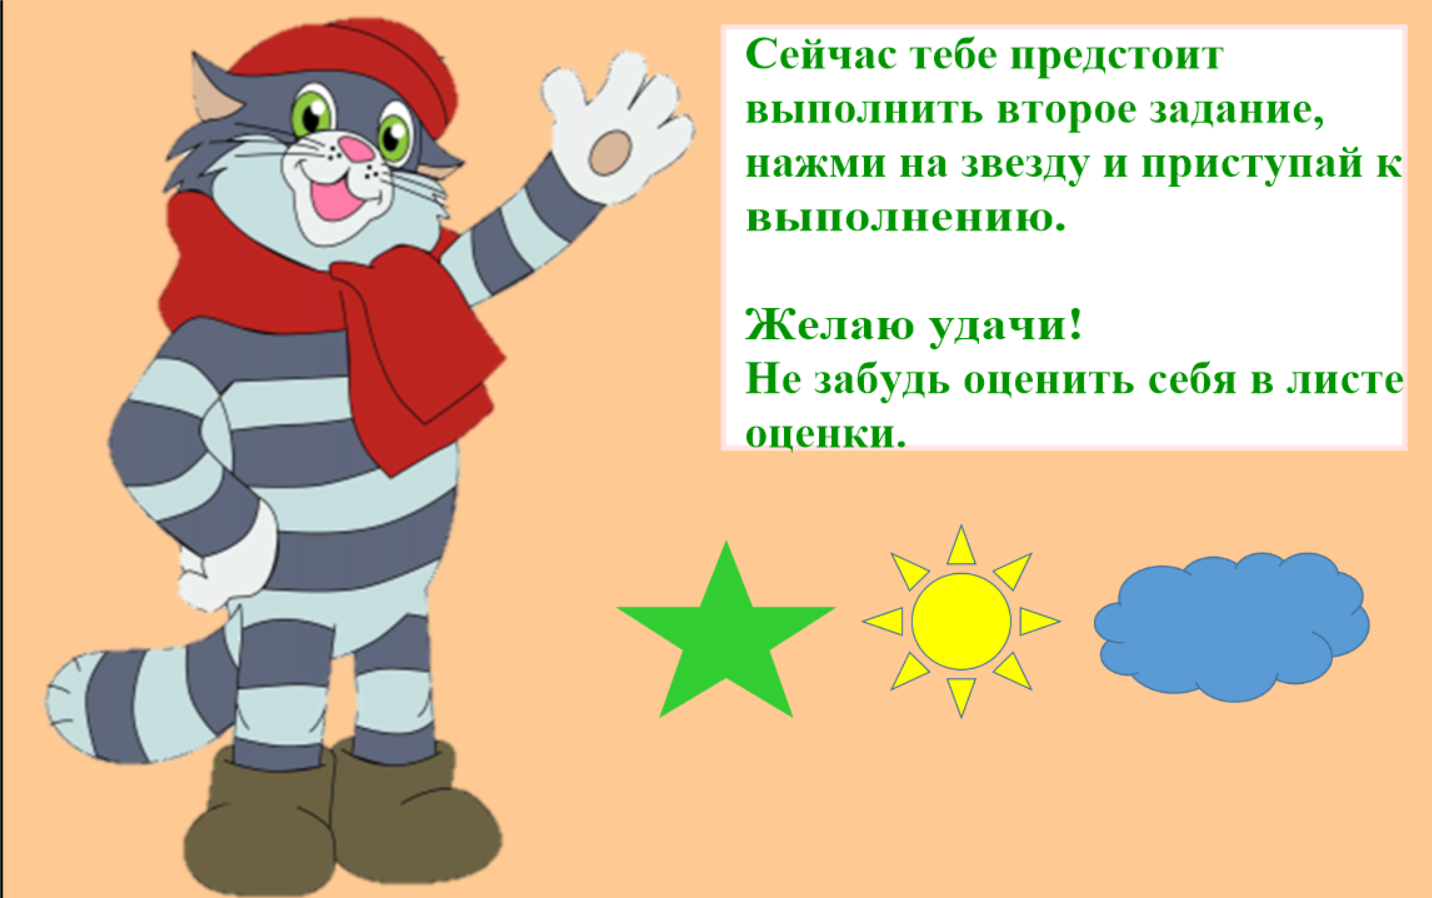 Сейчас тебе предстоит
выполнить второе задание,
нажми на звезду и приступай к
выполнению.
Желаю удачи!
Не забудь оценить себя в листе
оценки.